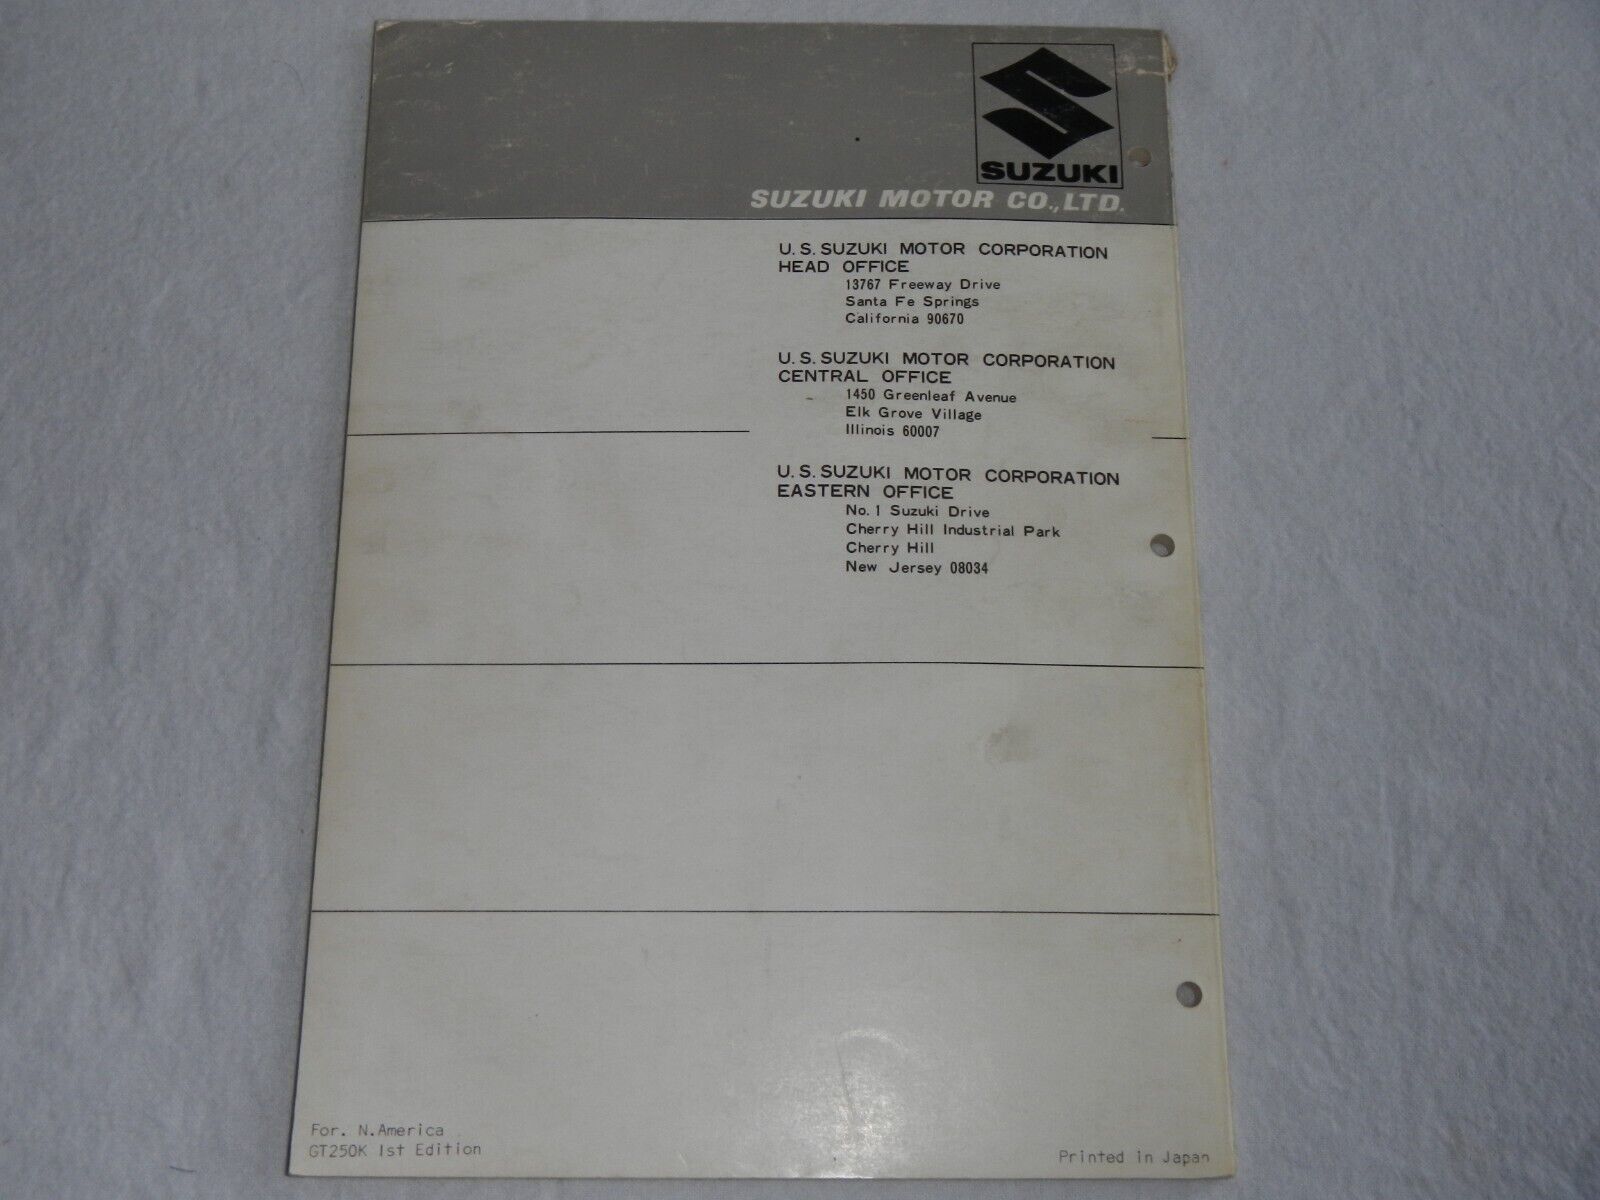 SUZUKI
SUZUKI MOTOR CO.,LTD.
U.S. SUZUKI MOTOR CORPORATION
HEAD OFFICE
13767 Freeway Drive
Santa Fe Springs
California 90670
U.S. SUZUKI MOTOR CORPORATION
CENTRAL OFFICE
1450 Greenleaf Avenue
Elk Grove Village
Illinois 60007
U.S. SUZUKI MOTOR CORPORATION
EASTERN OFFICE
No. 1 Suzuki Drive
Cherry Hill Industrial Park
Cherry Hill
New Jersey 08034
For. N.America
GT250K 1st Edition
Printed in Japan